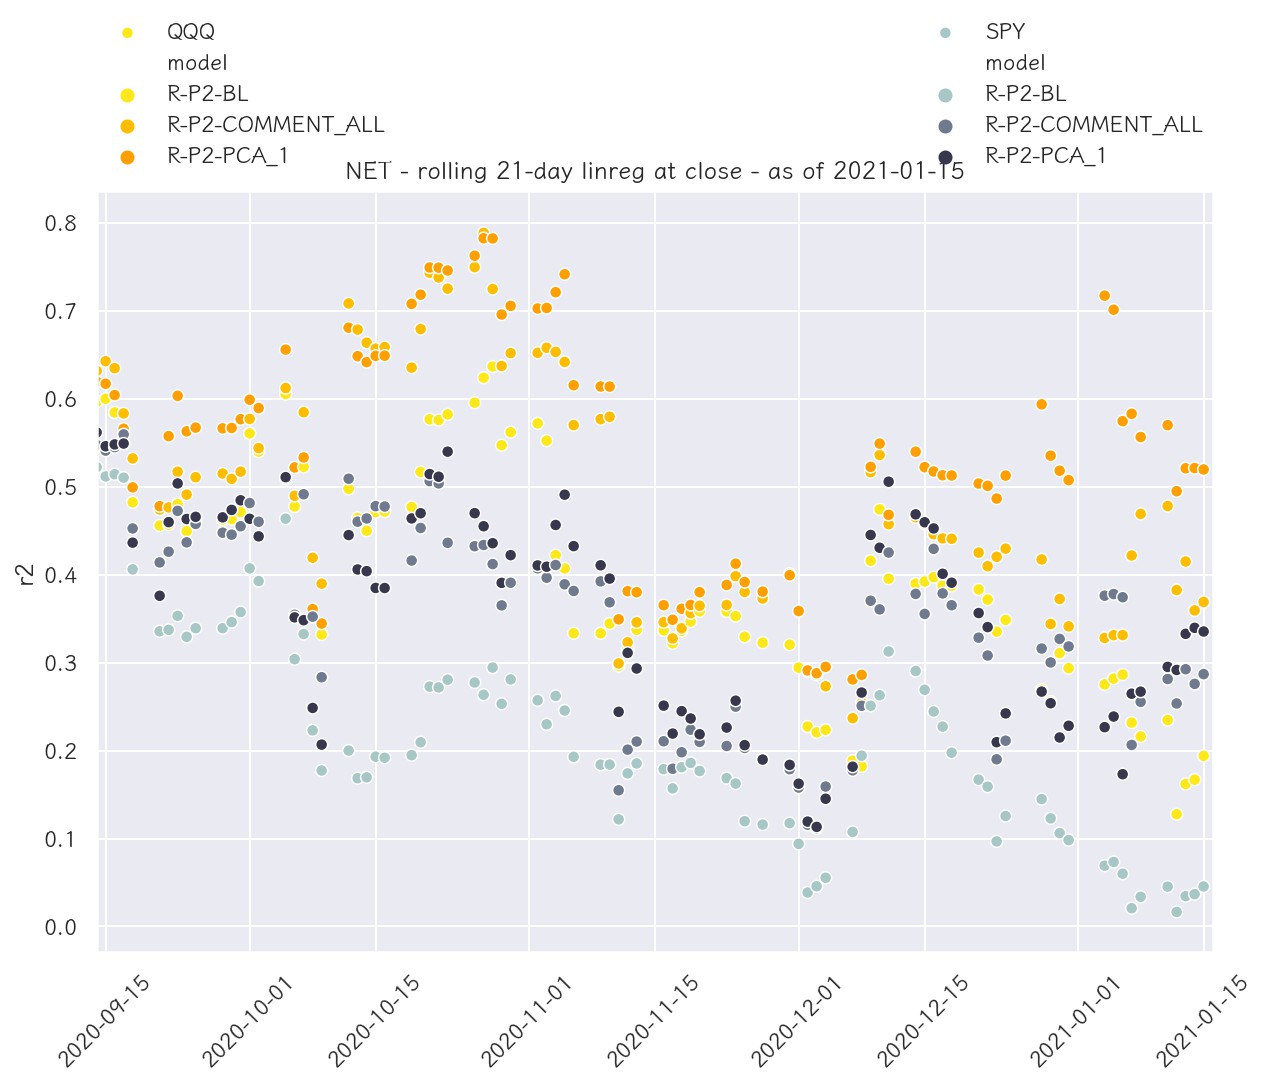 QQQ
model
R-P2-BL
R-P2-COMMENT_ALL
R-P2-PCA_1
SPY
model
R-P2-BL
R-P2-COMMENT_ALL
R-P2-PCA_1
NET - rolling 21-day linreg at close - as of 2021-01-15
r2
0.8
0.7
0.6
0.5
0.4
0.3
0.2
0.1
0.0
2020-09-15
2020-10-01
2020-10-15
2020-11-01
2020-11-15
2020-12-01
2020-12-15
2021-01-01
2021-01-15